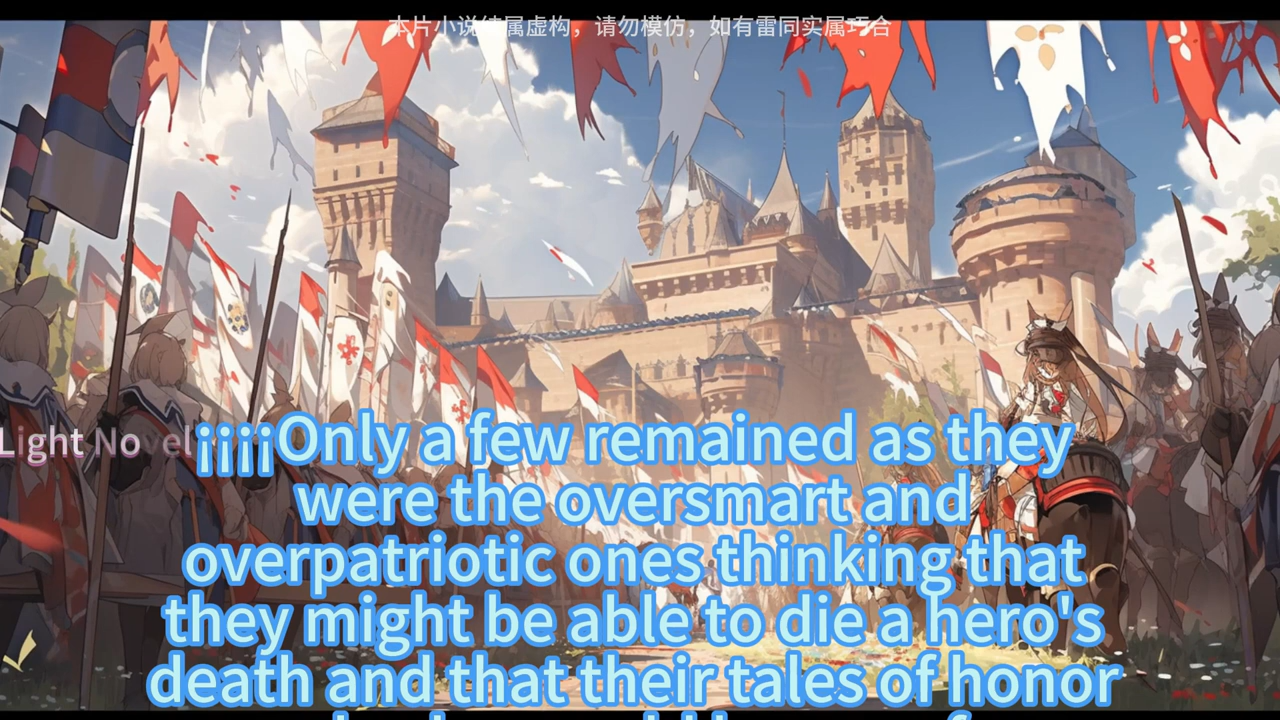 本片小说纯属虚构，请勿模仿，如有雷同实属巧合
Light Novel
¡¡¡¡Only a few remained as they
were the oversmart and
overpatriotic ones thinking that
they might be able to die a hero's
death and that their tales of honor